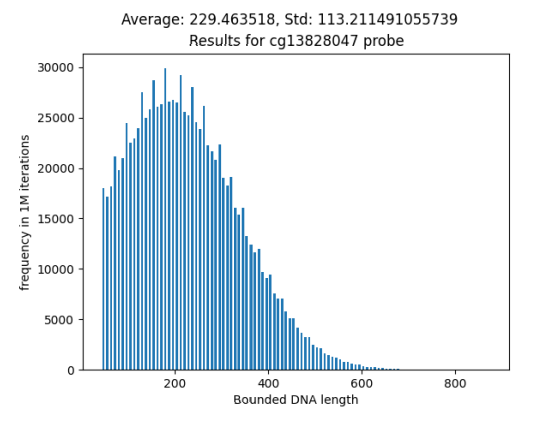 Average: 229.463518, Std: 113.211491055739
Results for cg13828047 probe
30000
25000
20000
15000
10000
5000
0
frequency in 1M iterations
200
400
600
800
Bounded DNA length